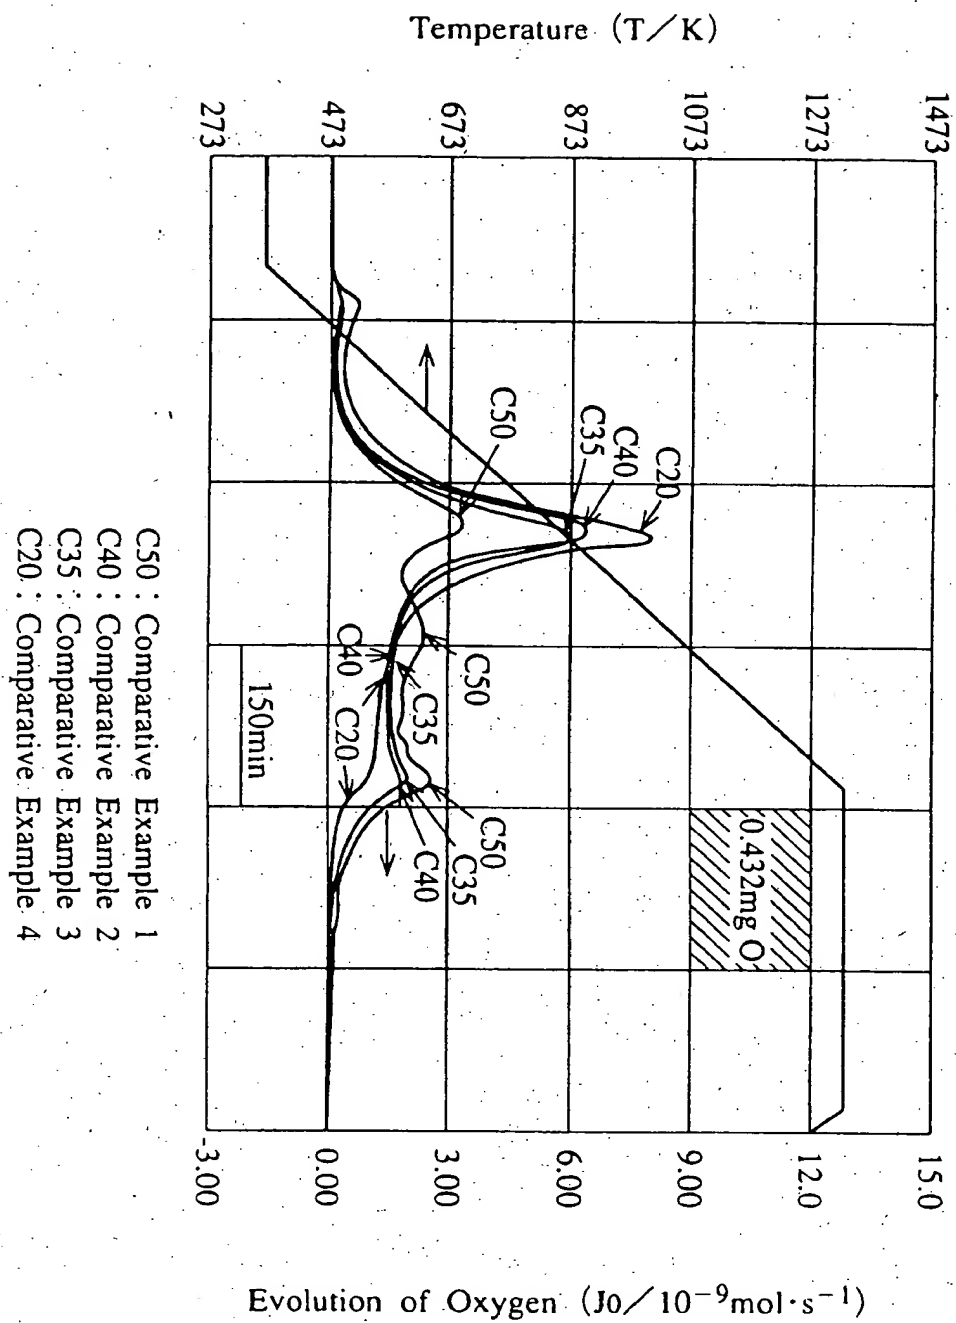 Temperature (T/K)
1473
1273
1073
873
673
473
273
C20
C40
C35
C50
C50
C35
C40
C20
C50
C35
C40
0.432mg O
150min
15.0
12.0
9.00
6.00
3.00
0.00
-3.00
Evolution of Oxygen (Jo/10⁻⁹mol·s⁻¹)
C50 : Comparative Example 1
C40 : Comparative Example 2
C35 : Comparative Example 3
C20 : Comparative Example 4